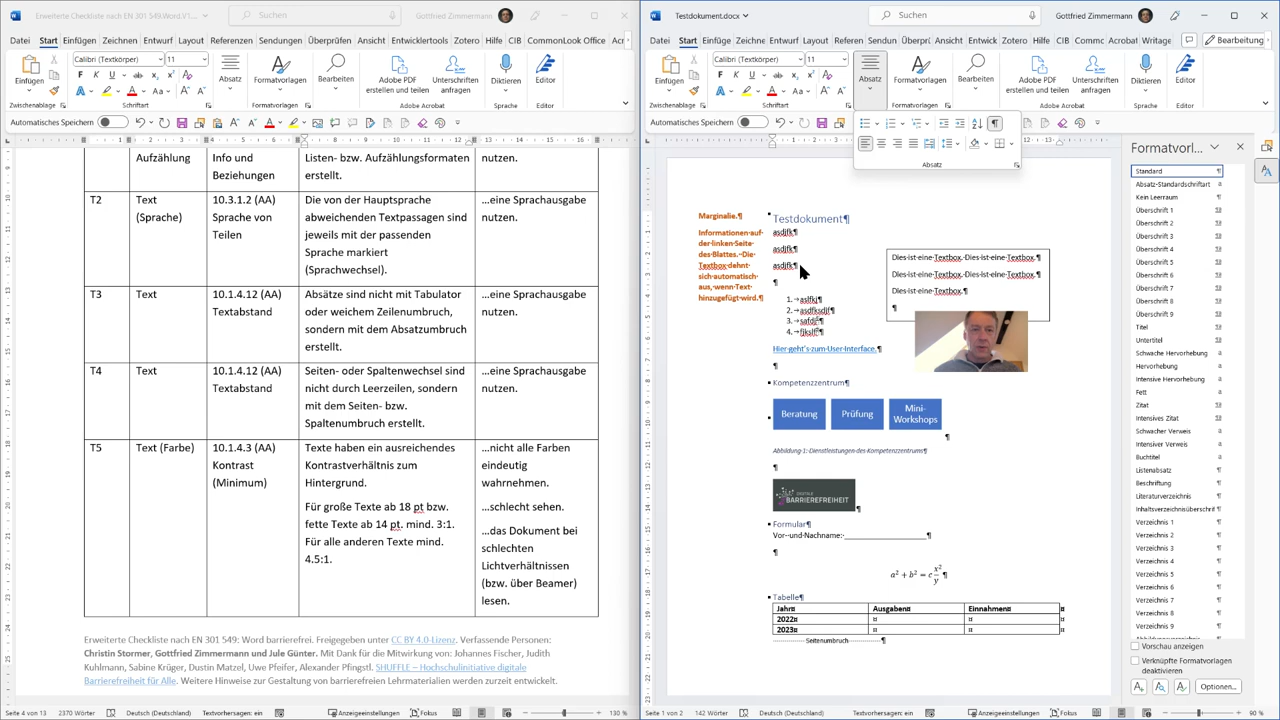 Erweiterte Checkliste nach EN 301 549.Word.V1...
Suchen
Gottfried Zimmermann
Datei Start Einfügen Zeichnen Entwurf Layout Referenzen Sendungen Überprüfen Ansicht Entwicklertools Zotero Hilfe CIB CommonLook Office
Calibri (Textkörper) 11
Einfügen
F K U
Absatz
Formatvorlagen
Bearbeitung
Adobe PDF erstellen und teilen
Unterschriften anfragen
Diktieren
Editor
Zwischenablage
Schriftart
Formatvorlagen
Adobe Acrobat
Sprache
Editor
Automatisches Speichern
Aufzählung
Info und Beziehungen
Listen- bzw. Aufzählungsformaten erstellt.
nutzen.
T2
Text (Sprache)
10.3.1.2 (AA) Sprache von Teilen
Die von der Hauptsprache abweichenden Textpassagen sind jeweils mit der passenden Sprache markiert (Sprachwechsel).
...eine Sprachausgabe nutzen.
T3
Text
10.1.4.12 (AA) Textabstand
Absätze sind nicht mit Tabulator oder weichem Zeilenumbruch, sondern mit dem Absatzumbruch erstellt.
...eine Sprachausgabe nutzen.
T4
Text
10.1.4.12 (AA) Textabstand
Seiten- oder Spaltenwechsel sind nicht durch Leerzeilen, sondern mit dem Seiten- bzw. Spaltenumbruch erstellt.
...eine Sprachausgabe nutzen.
T5
Text (Farbe)
10.1.4.3 (AA) Kontrast (Minimum)
Texte haben ein ausreichendes Kontrastverhältnis zum Hintergrund.
Für große Texte ab 18 pt bzw. fette Texte ab 14 pt. mind. 3:1. Für alle anderen Texte mind. 4.5:1.
...nicht alle Farben eindeutig wahrnehmen.
...schlecht sehen.
...das Dokument bei schlechten Lichtverhältnissen (bzw. über Beamer) lesen.
Erweiterte Checkliste nach EN 301 549: Word barrierefrei. Freigegeben unter CC BY 4.0-Lizenz. Verfassende Personen:
Christin Stormer, Gottfried Zimmermann und Jule Günter. Mit Dank für die Mitwirkung von: Johannes Fischer, Judith
Kuhlmann, Sabine Krüger, Dustin Matzel, Uwe Pfeifer, Alexander Pfingstl. SHUFFLE – Hochschulinitiative digitale
Barrierefreiheit für Alle. Weitere Hinweise zur Gestaltung von barrierefreien Lehrmaterialien werden zurzeit entwickelt.
Seite 4 von 13
2370 Wörter
Deutsch (Deutschland)
Textvorhersagen: ein
Anzeigeeinstellungen
Fokus
130 %
Testdokument.docx
Suchen
Gottfried Zimmermann
Datei Start Einfüge Zeichne Entwurf Layout Referen Sendun Überpri Ansicht Entwick Zotero Hilfe CIB Commc Acrobat Writage
Bearbeitung
Calibri (Textkörper) 11
Einfügen
F K U
Absatz
Formatvorlagen
Bearbeitung
Adobe PDF erstellen und teilen
Unterschriften anfragen
Diktieren
Editor
Zwischenablage
Schriftart
Formatvorlagen
Adobe Acrobat
Sprache
Editor
Automatisches Speichern
Absatz
Marginalie.¶
Informationen auf der linken Seite des Blattes. Die Textbox dehnt sich automatisch aus, wenn Text hinzugefügt wird.¶
Testdokument¶
asdjfk¶
asdjfk¶
asdjfk¶
¶
1. aslfkj¶
2. asdfksdjf¶
3. safdjf¶
4. fjkslf¶
Hier geht's zum User Interface.¶
¶
Dies ist eine Textbox. Dies ist eine Textbox.¶
Dies ist eine Textbox. Dies ist eine Textbox.¶
Dies ist eine Textbox.¶
¶
Kompetenzzentrum¶
Beratung
Prüfung
Mini-Workshops
¶
Abbildung 1: Dienstleistungen des Kompetenzzentrums¶
¶
DIGITALE
BARRIEREFREIHEIT
¶
Formular¶
Vor- und Nachname: ____________________¶
¶
a² + b² = c x²/y ¶
Tabelle¶
Jahr¤ Ausgaben¤ Einnahmen¤ ¤
2022¤ ¤ ¤ ¤
2023¤ ¤ ¤ ¤
Seitenumbruch ¶
Formatvorl...
Standard
Absatz-Standardschriftart
Kein Leerraum
Überschrift 1
Überschrift 2
Überschrift 3
Überschrift 4
Überschrift 5
Überschrift 6
Überschrift 7
Überschrift 8
Überschrift 9
Titel
Untertitel
Schwache Hervorhebung
Hervorhebung
Intensive Hervorhebung
Fett
Zitat
Intensives Zitat
Schwacher Verweis
Intensiver Verweis
Buchtitel
Listenabsatz
Beschriftung
Literaturverzeichnis
Inhaltsverzeichnisüberschrif
Verzeichnis 1
Verzeichnis 2
Verzeichnis 3
Verzeichnis 4
Verzeichnis 5
Verzeichnis 6
Verzeichnis 7
Verzeichnis 8
Verzeichnis 9
Vorschau anzeigen
Verknüpfte Formatvorlagen deaktivieren
Optionen...
Seite 1 von 2
142 Wörter
Deutsch (Deutschland)
Textvorhersagen: ein
Anzeigeeinstellungen
Fokus
90 %